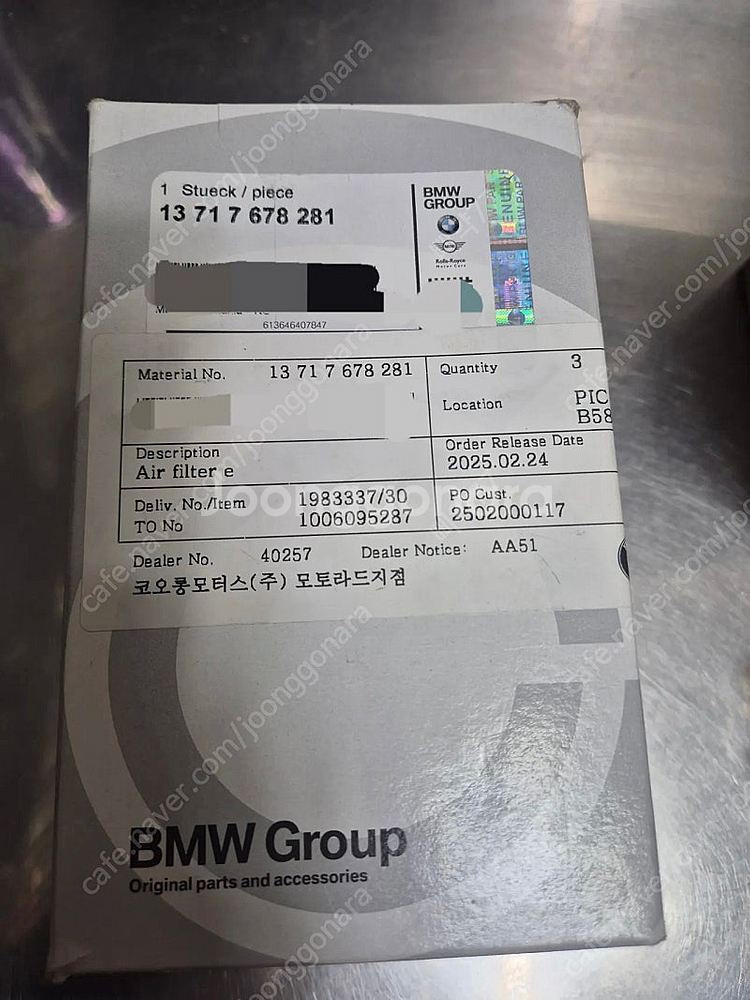 1 Stueck / piece
13 71 7 678 281
BMW
GROUP
Rolls-Royce
Motor Cars
613646407847
Material No. 13 71 7 678 281
Quantity 3
Location PIC
B58
Description
Air filter e
Order Release Date
2025.02.24
Deliv. No./Item 1983337/30
TO No 1006095287
PO Cust.
2502000117
Dealer No. 40257 Dealer Notice: AA51
코오롱모터스(주) 모토라드지점
BMW Group
Original parts and accessories
joonggonara
cafe.naver.com/joonggonara